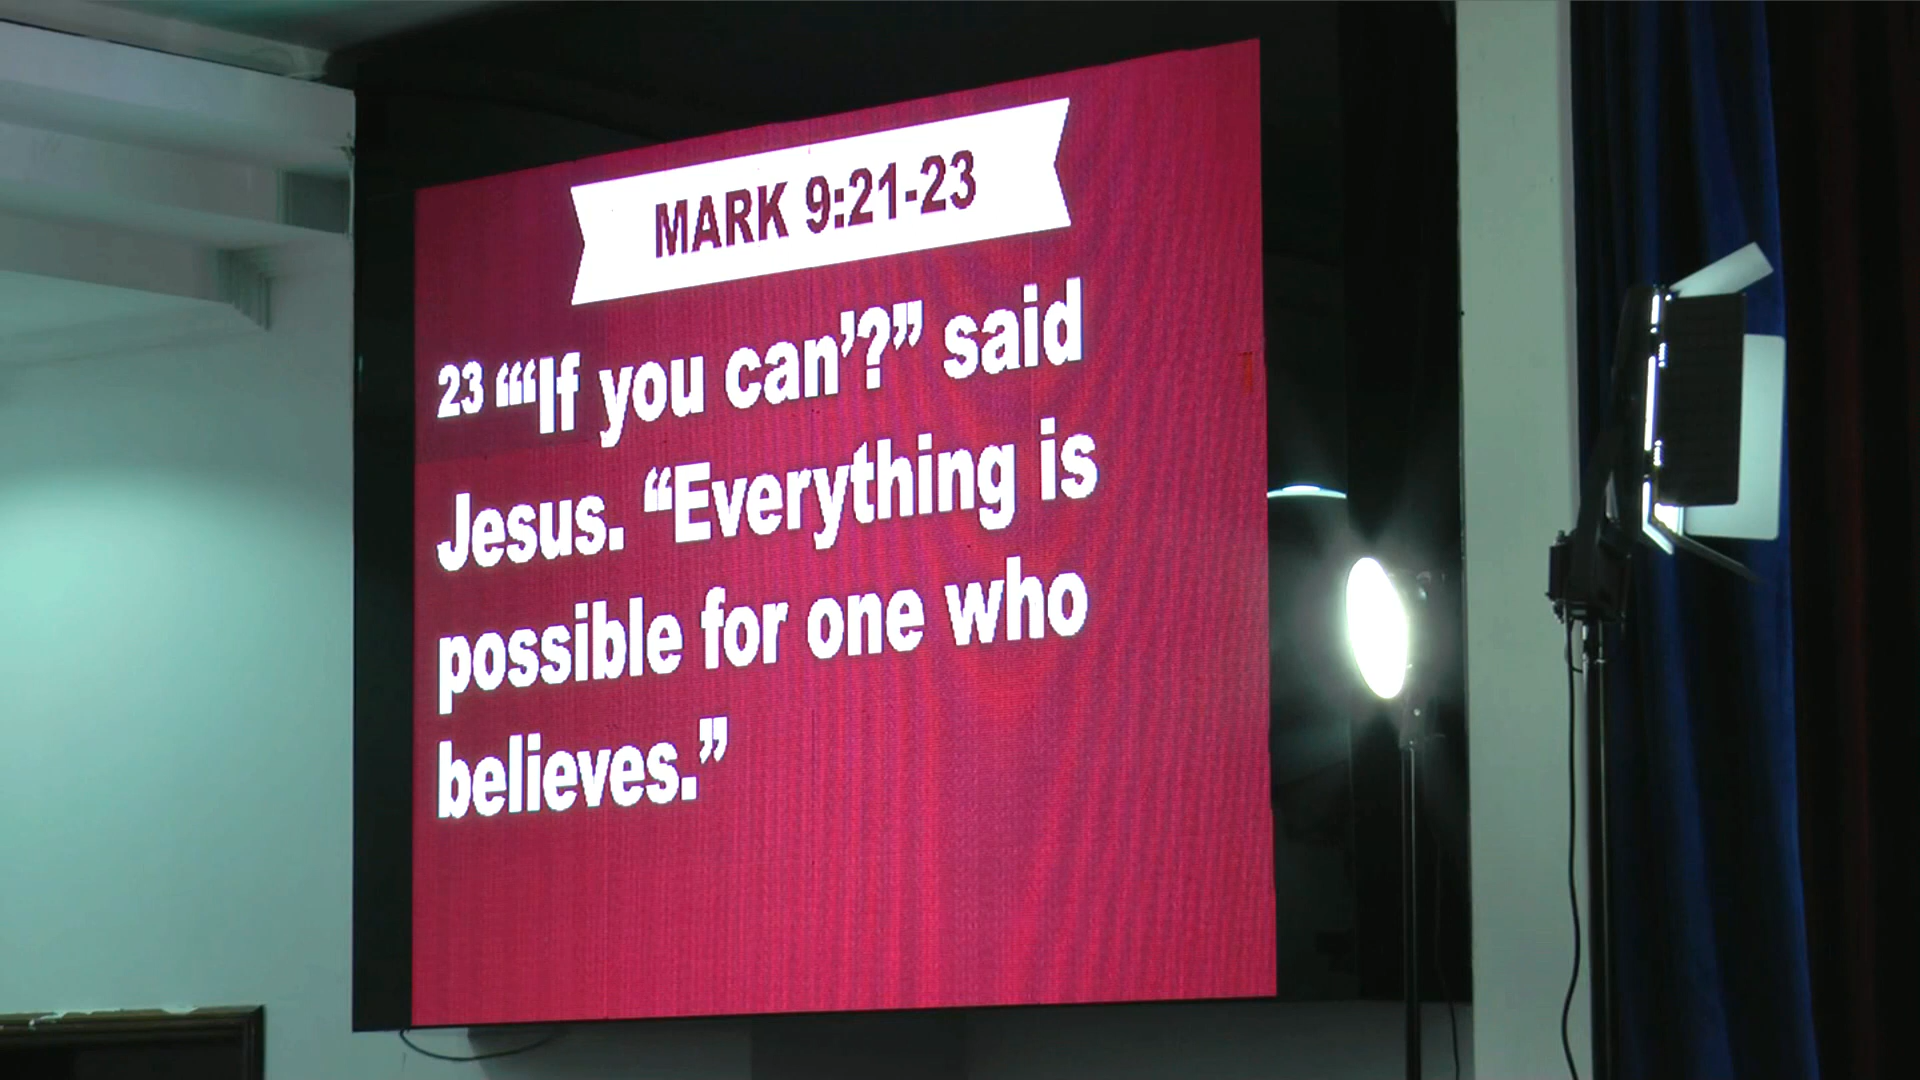 MARK 9:21-23
23 “‘“If you can’?” said
Jesus. “Everything is
possible for one who
believes.”